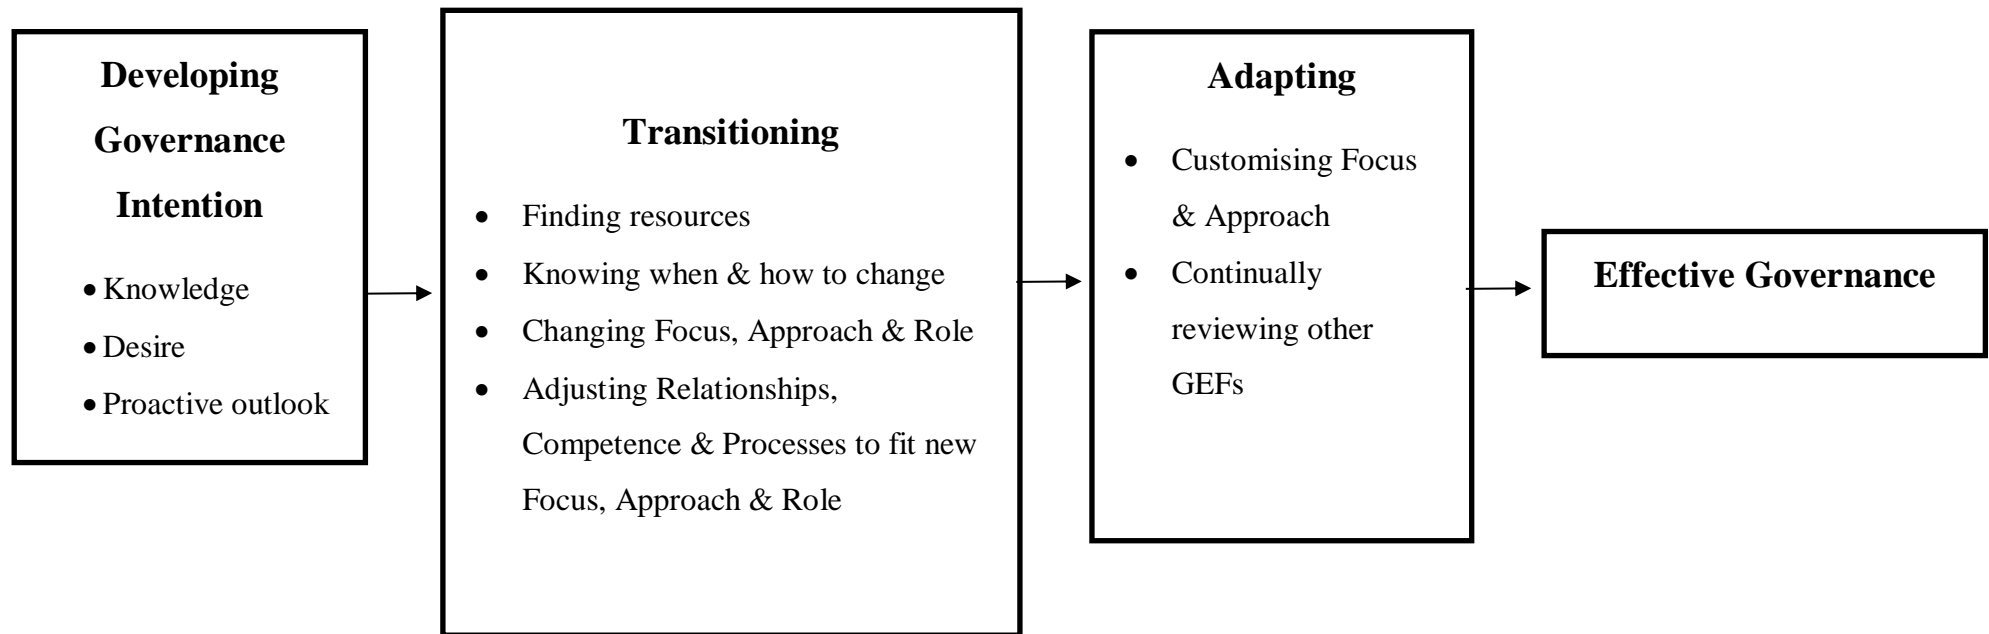 Developing
Governance
Intention
• Knowledge
• Desire
• Proactive outlook
Transitioning
• Finding resources
• Knowing when & how to change
• Changing Focus, Approach & Role
• Adjusting Relationships,
Competence & Processes to fit new
Focus, Approach & Role
Adapting
• Customising Focus
& Approach
• Continually
reviewing other
GEFs
Effective Governance